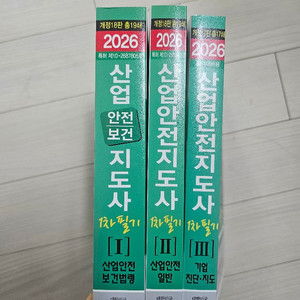 개정18판 총19쇄
2026
산업
안전
보건
지도사
1차 필기
[Ⅰ]
산업안전
보건법령
2026
산업안전지도사
1차 필기
[Ⅱ]
산업안전
일반
2026
산업안전지도사
1차 필기
[Ⅲ]
기업
진단·지도